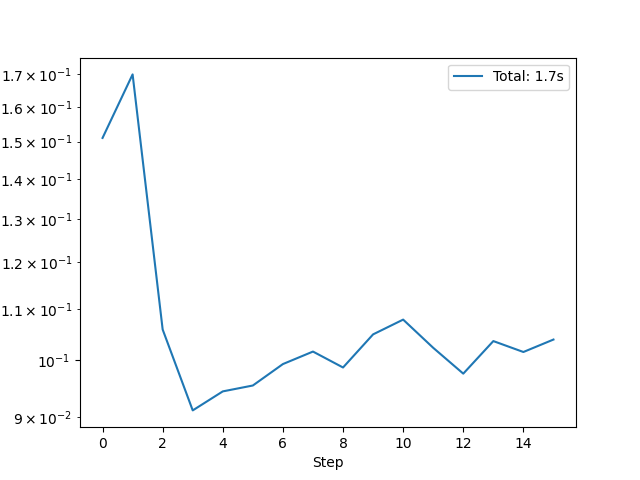 Total: 1.7s
1.7 × 10⁻¹
1.6 × 10⁻¹
1.5 × 10⁻¹
1.4 × 10⁻¹
1.3 × 10⁻¹
1.2 × 10⁻¹
1.1 × 10⁻¹
10⁻¹
9 × 10⁻²
0 2 4 6 8 10 12 14
Step